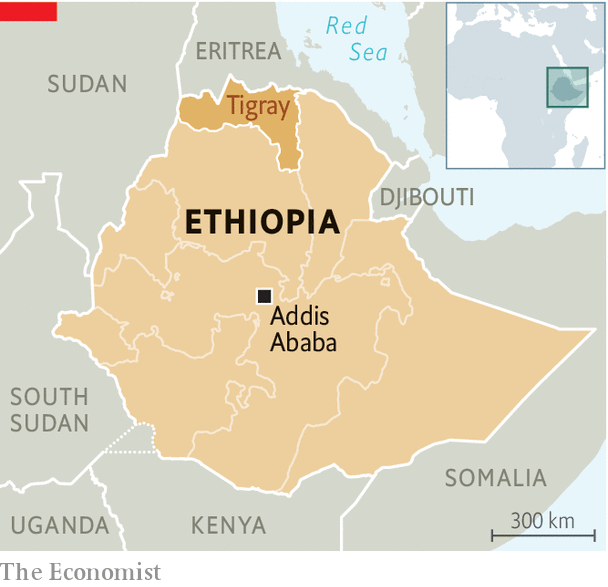 Red
Sea
ERITREA
SUDAN
Tigray
DJIBOUTI
ETHIOPIA
Addis
Ababa
SOUTH
SUDAN
SOMALIA
UGANDA
KENYA
300 km
The Economist